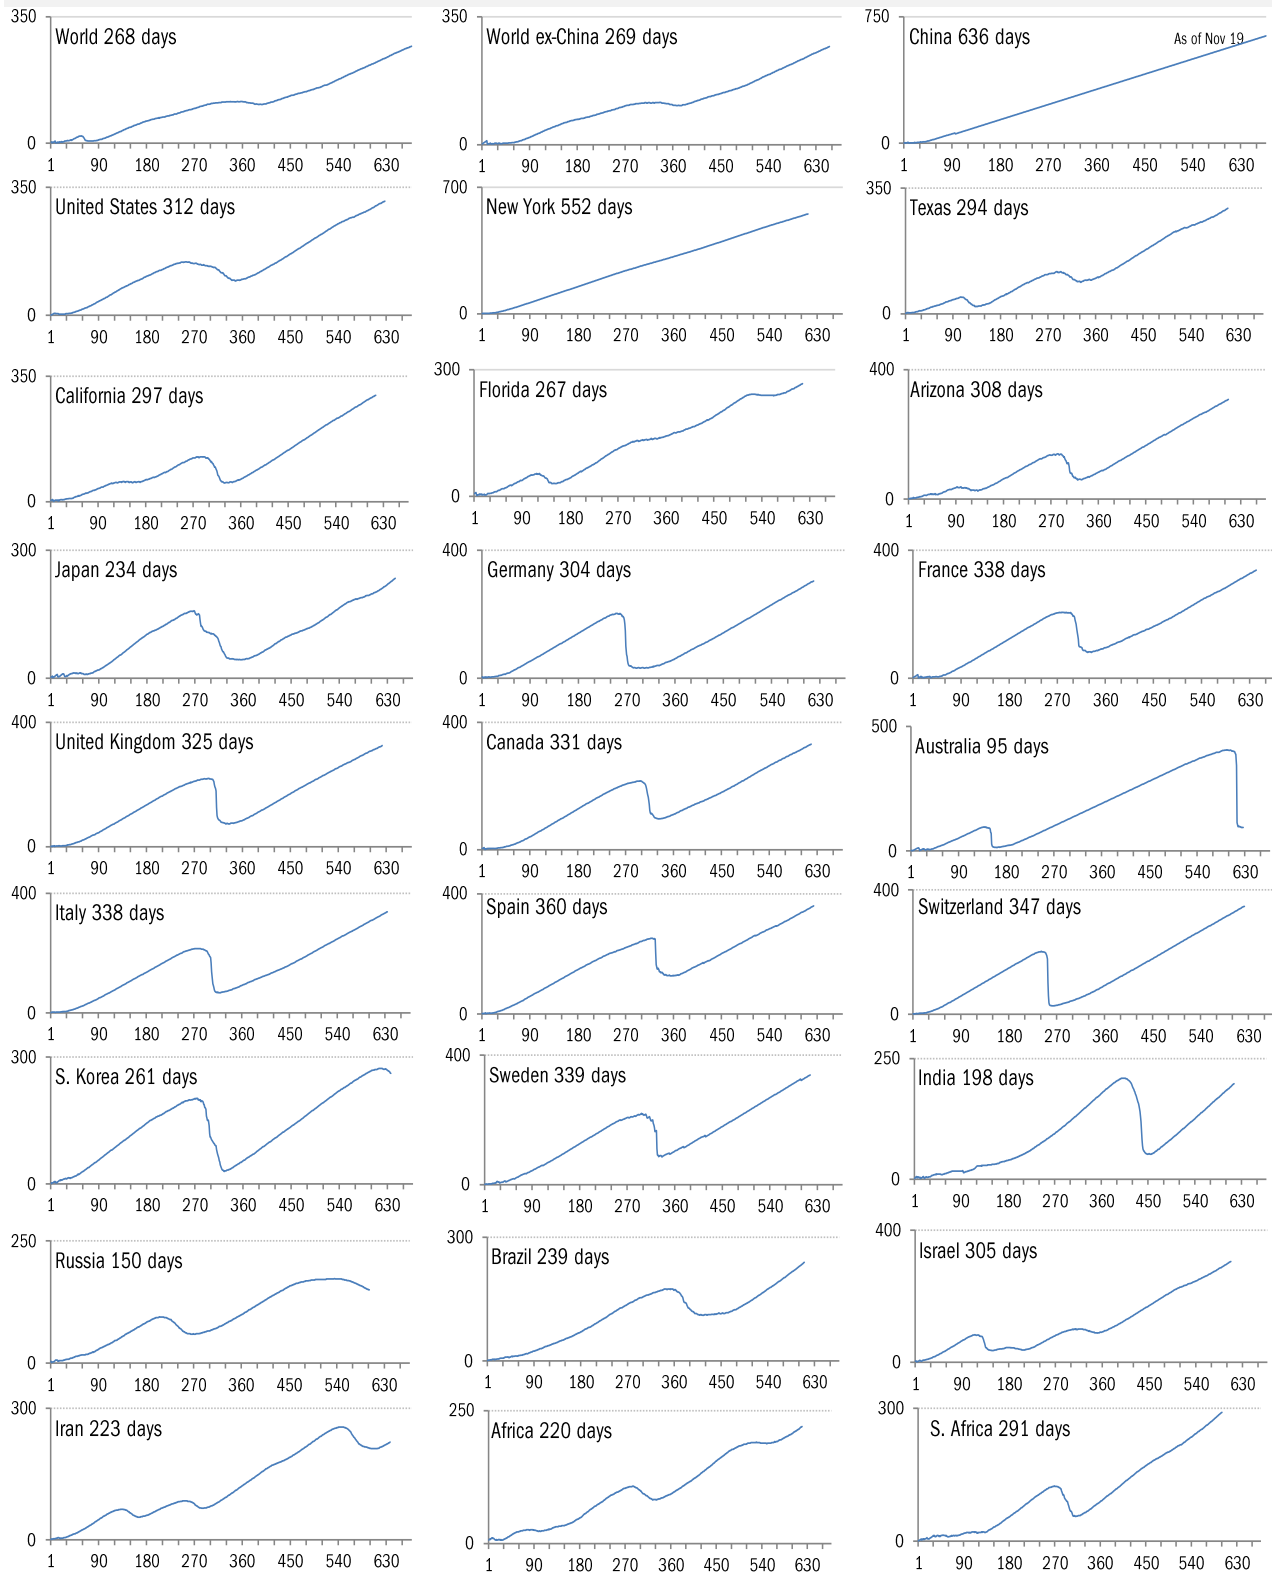 350
World 268 days
0
1 90 180 270 360 450 540 630
350
World ex-China 269 days
0
1 90 180 270 360 450 540 630
750
China 636 days
As of Nov 19
0
1 90 180 270 360 450 540 630
350
United States 312 days
0
1 90 180 270 360 450 540 630
700
New York 552 days
0
1 90 180 270 360 450 540 630
350
Texas 294 days
0
1 90 180 270 360 450 540 630
350
California 297 days
0
1 90 180 270 360 450 540 630
300
Florida 267 days
0
1 90 180 270 360 450 540 630
400
Arizona 308 days
0
1 90 180 270 360 450 540 630
300
Japan 234 days
0
1 90 180 270 360 450 540 630
400
Germany 304 days
0
1 90 180 270 360 450 540 630
400
France 338 days
0
1 90 180 270 360 450 540 630
400
United Kingdom 325 days
0
1 90 180 270 360 450 540 630
400
Canada 331 days
0
1 90 180 270 360 450 540 630
500
Australia 95 days
0
1 90 180 270 360 450 540 630
400
Italy 338 days
0
1 90 180 270 360 450 540 630
400
Spain 360 days
0
1 90 180 270 360 450 540 630
400
Switzerland 347 days
0
1 90 180 270 360 450 540 630
300
S. Korea 261 days
0
1 90 180 270 360 450 540 630
400
Sweden 339 days
0
1 90 180 270 360 450 540 630
250
India 198 days
0
1 90 180 270 360 450 540 630
250
Russia 150 days
0
1 90 180 270 360 450 540 630
300
Brazil 239 days
0
1 90 180 270 360 450 540 630
400
Israel 305 days
0
1 90 180 270 360 450 540 630
300
Iran 223 days
0
1 90 180 270 360 450 540 630
250
Africa 220 days
0
1 90 180 270 360 450 540 630
300
S. Africa 291 days
0
1 90 180 270 360 450 540 630